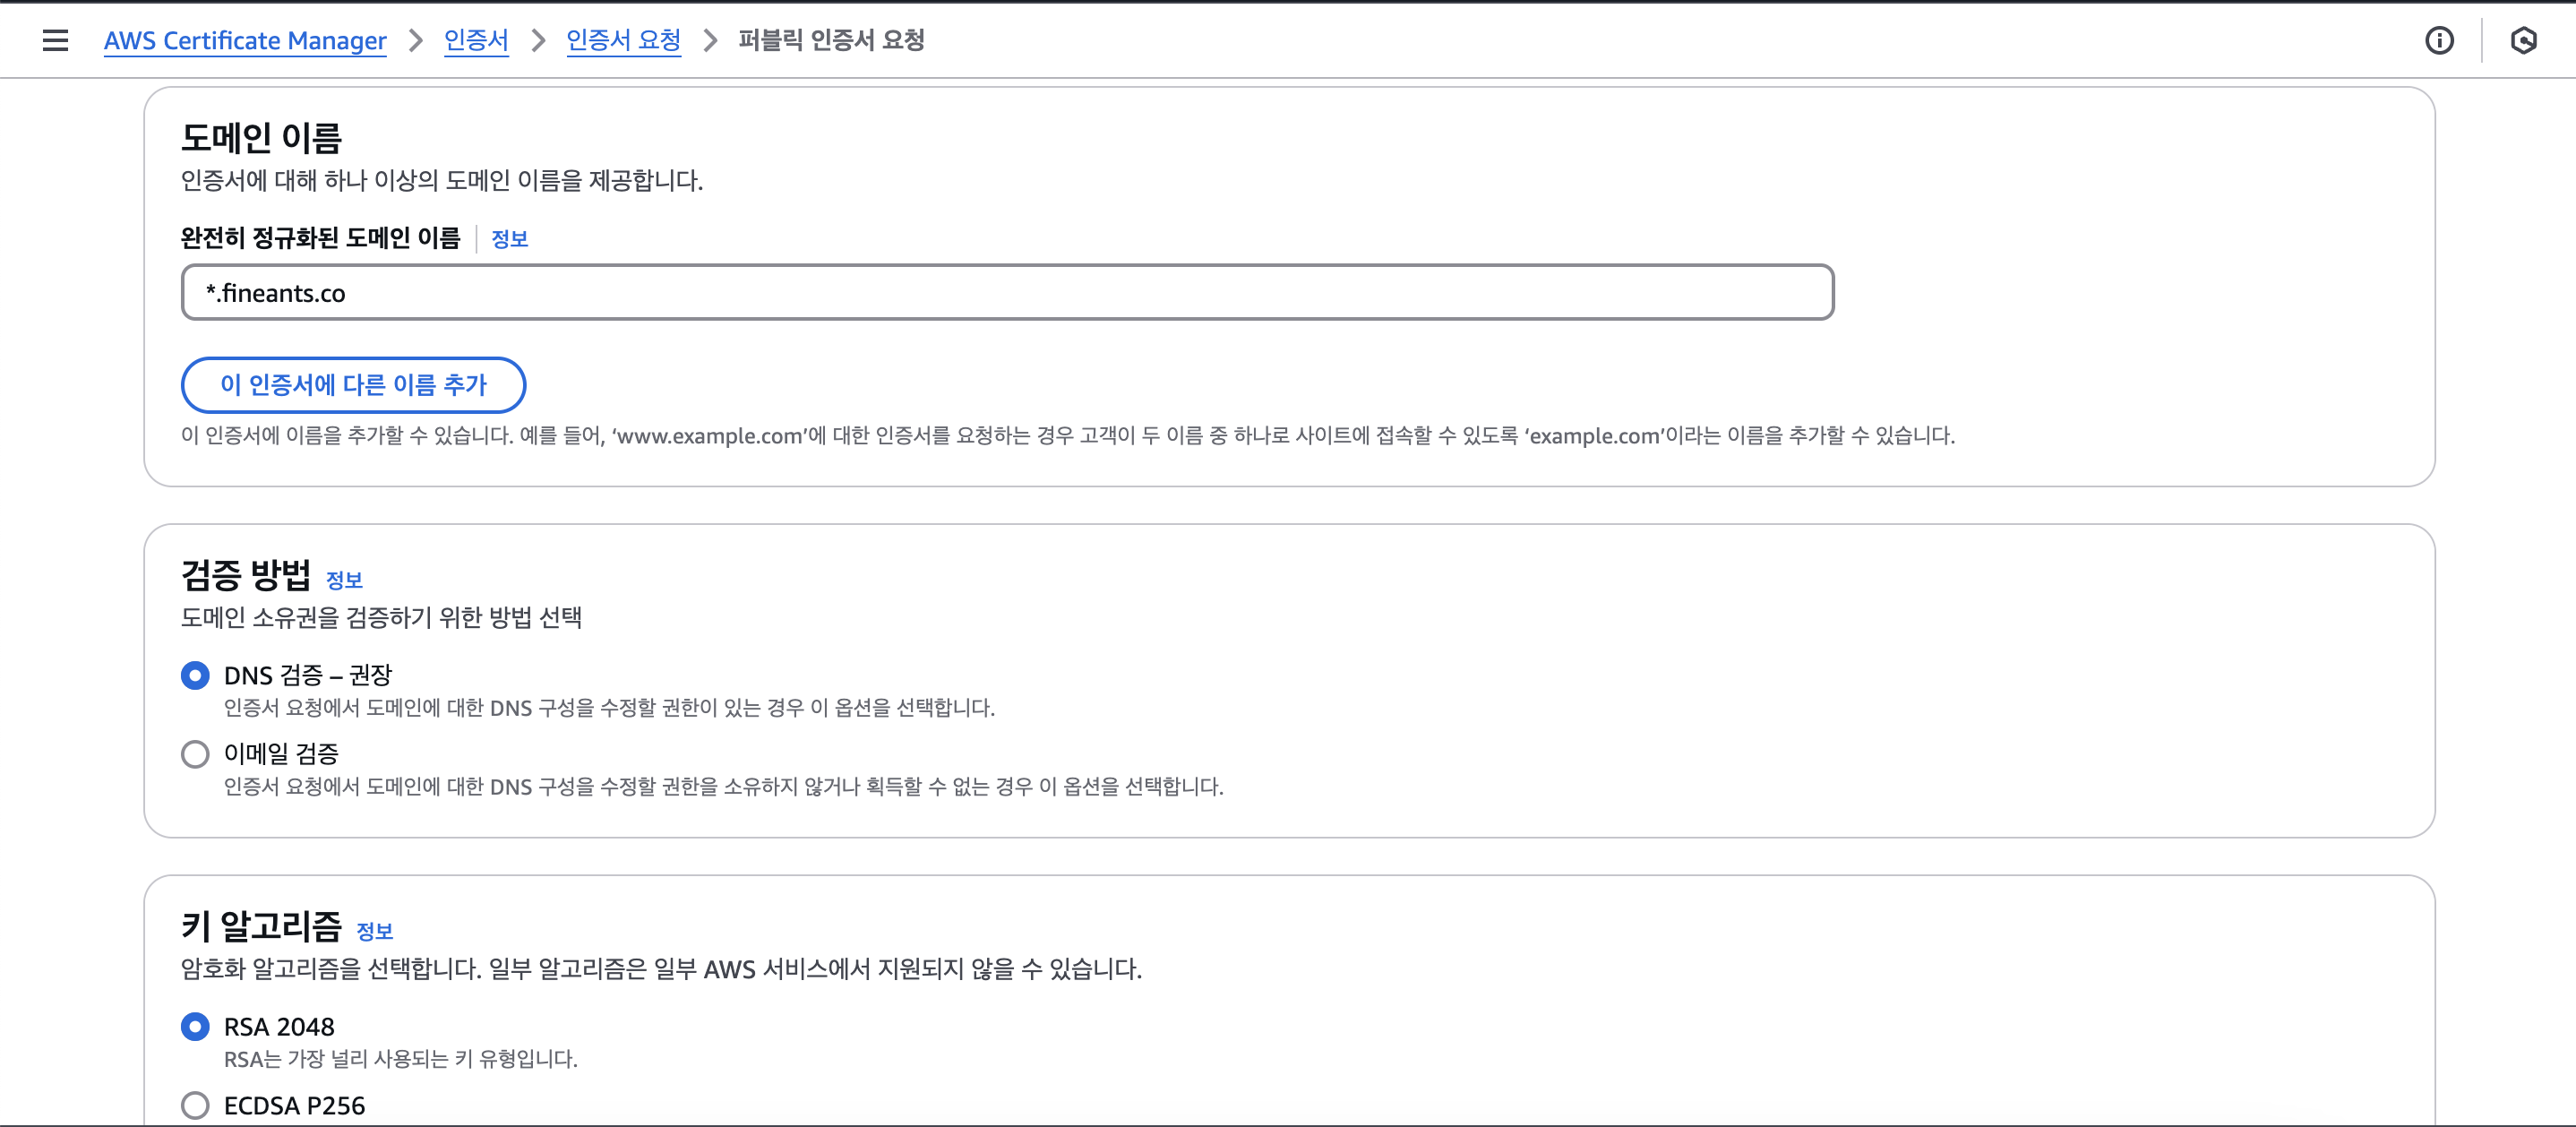 AWS Certificate Manager > 인증서 > 인증서 요청 > 퍼블릭 인증서 요청
도메인 이름
인증서에 대해 하나 이상의 도메인 이름을 제공합니다.
완전히 정규화된 도메인 이름 | 정보
*.fineants.co
이 인증서에 다른 이름 추가
이 인증서에 이름을 추가할 수 있습니다. 예를 들어, ‘www.example.com’에 대한 인증서를 요청하는 경우 고객이 두 이름 중 하나로 사이트에 접속할 수 있도록 ‘example.com’이라는 이름을 추가할 수 있습니다.
검증 방법 정보
도메인 소유권을 검증하기 위한 방법 선택
DNS 검증 – 권장
인증서 요청에서 도메인에 대한 DNS 구성을 수정할 권한이 있는 경우 이 옵션을 선택합니다.
이메일 검증
인증서 요청에서 도메인에 대한 DNS 구성을 수정할 권한을 소유하지 않거나 획득할 수 없는 경우 이 옵션을 선택합니다.
키 알고리즘 정보
암호화 알고리즘을 선택합니다. 일부 알고리즘은 일부 AWS 서비스에서 지원되지 않을 수 있습니다.
RSA 2048
RSA는 가장 널리 사용되는 키 유형입니다.
ECDSA P256